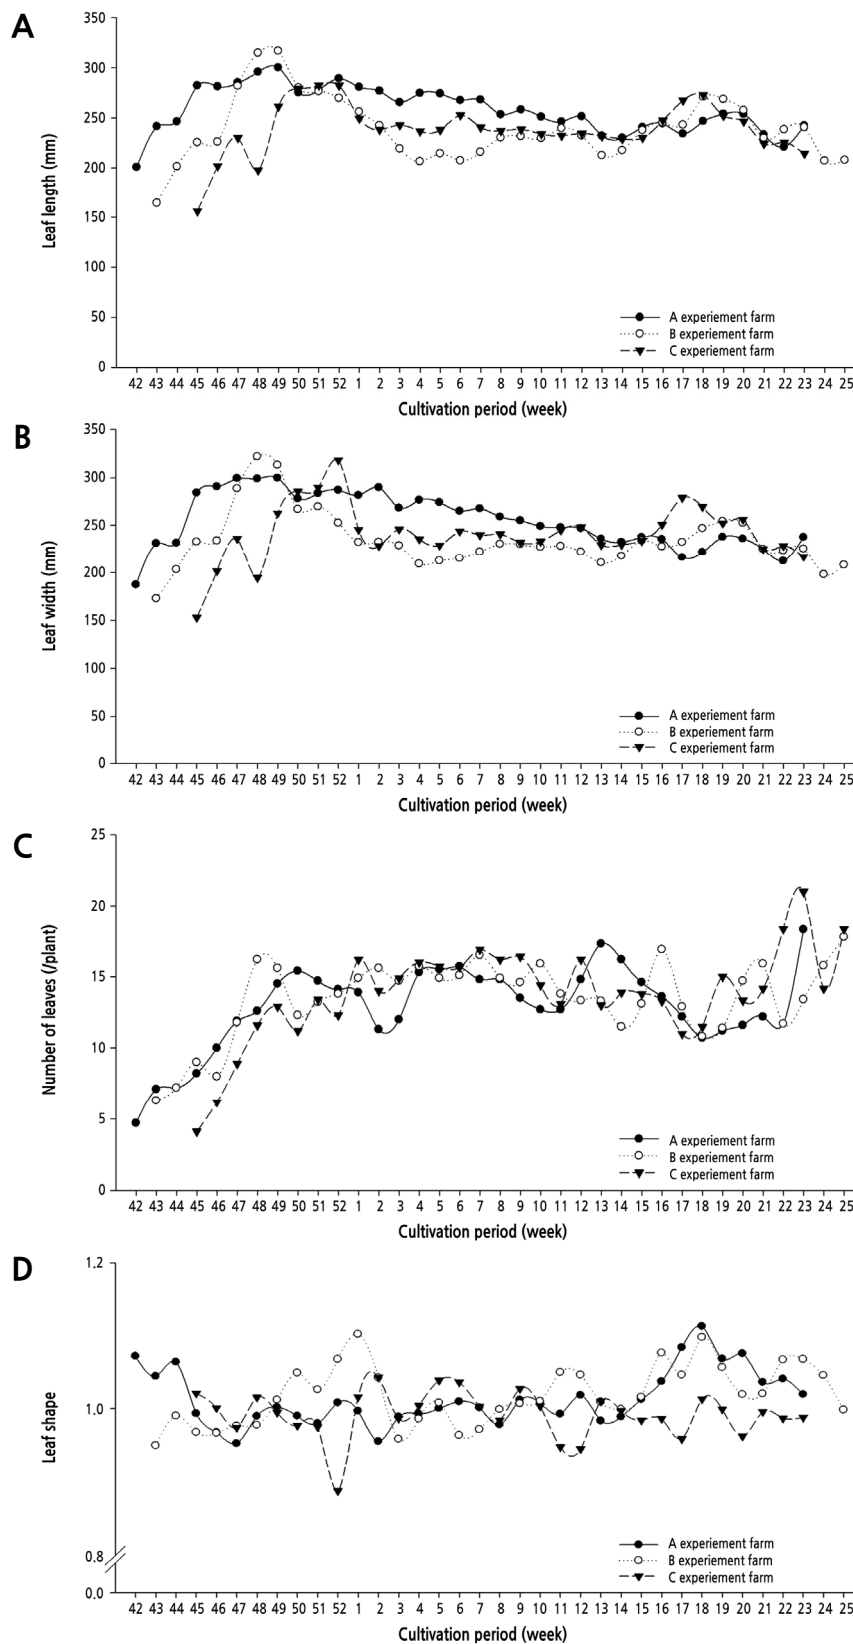 A
350
300
250
200
150
100
50
0
Leaf length (mm)
A experiement farm
B experiement farm
C experiement farm
42 43 44 45 46 47 48 49 50 51 52 1 2 3 4 5 6 7 8 9 10 11 12 13 14 15 16 17 18 19 20 21 22 23 24 25
Cultivation period (week)
B
350
300
250
200
150
100
50
0
Leaf width (mm)
A experiement farm
B experiement farm
C experiement farm
42 43 44 45 46 47 48 49 50 51 52 1 2 3 4 5 6 7 8 9 10 11 12 13 14 15 16 17 18 19 20 21 22 23 24 25
Cultivation period (week)
C
25
20
15
10
5
0
Number of leaves (/plant)
A experiement farm
B experiement farm
C experiement farm
42 43 44 45 46 47 48 49 50 51 52 1 2 3 4 5 6 7 8 9 10 11 12 13 14 15 16 17 18 19 20 21 22 23 24 25
Cultivation period (week)
D
1.2
1.0
0.8
0.0
Leaf shape
A experiement farm
B experiement farm
C experiement farm
42 43 44 45 46 47 48 49 50 51 52 1 2 3 4 5 6 7 8 9 10 11 12 13 14 15 16 17 18 19 20 21 22 23 24 25
Cultivation period (week)